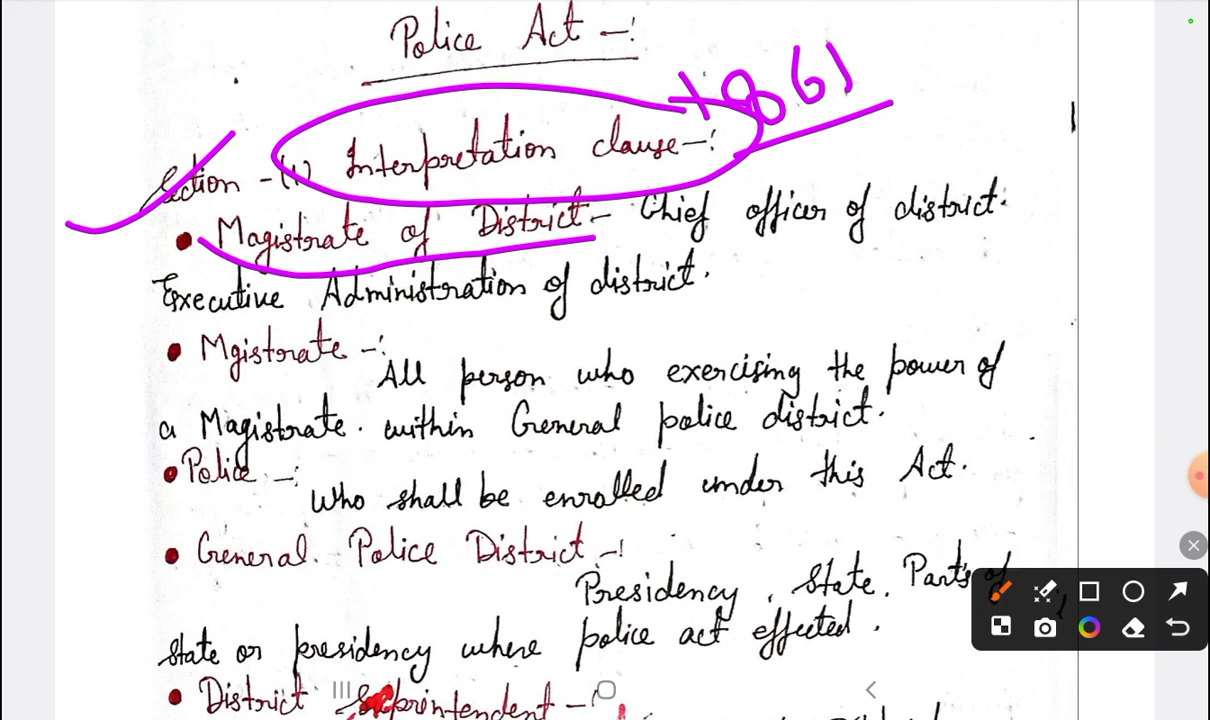 Police Act -:
1861
Section - (1) Interpretation clause -:
• Magistrate of District - Chief officer of district.
Executive Administration of district.
• Mgistrate -:
All person who exercising the power of
a Magistrate. within General police district.
• Police -:
Who shall be enrolled under this Act.
• General. Police District -:
Presidency, State. Parts of
state or presidency where police act effected.
• District Superintendent -: